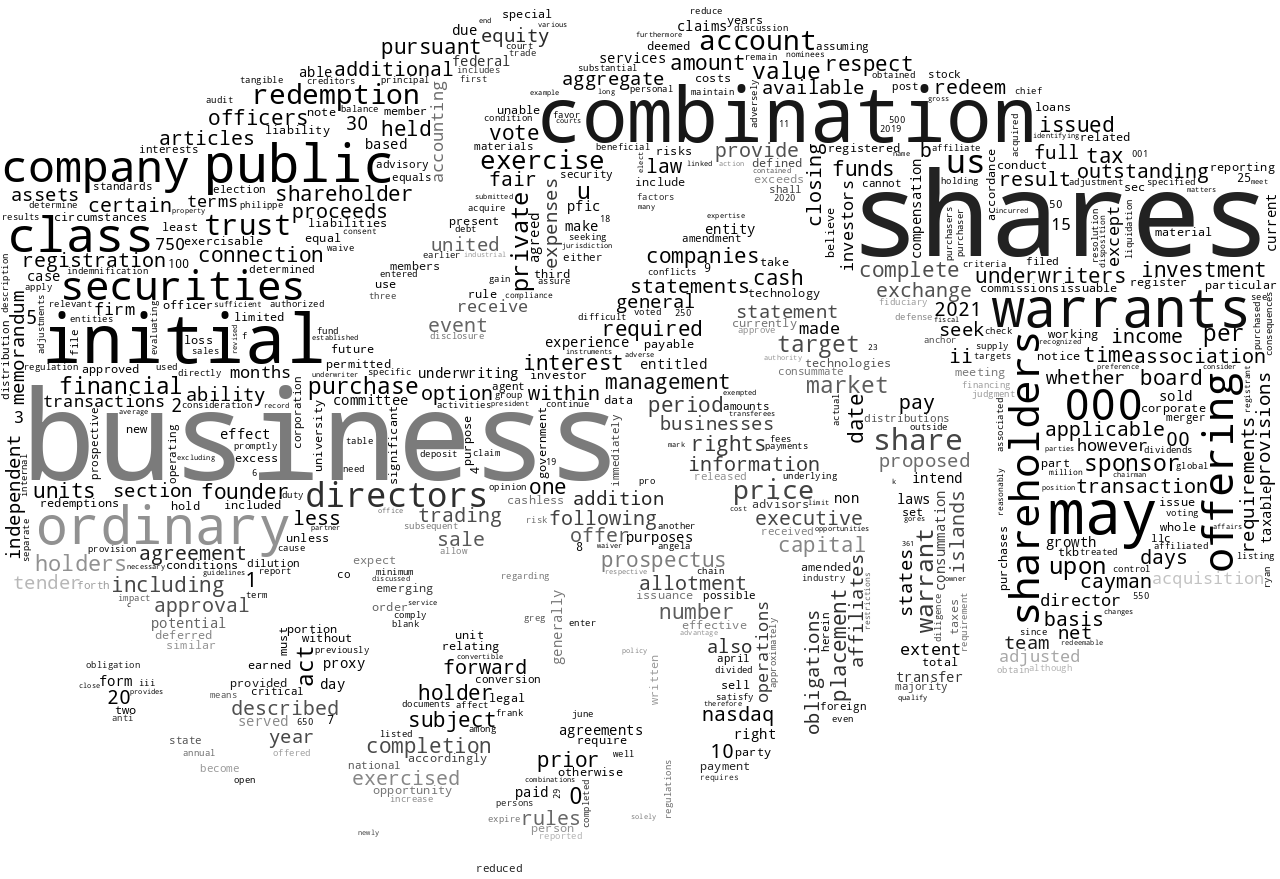 reduce
special
end
various
years
due
equity
court
trade
claims
discussion
furthermore
pursuant
deemed
account
assuming
federal
includes
first
services
remain
nominees
able
additional
creditors
principal
substantial
amount
value
respect
tangible
aggregate
costs
obtained
stock
redemption
accounting
example
long
personal
maintain
available
post
redeem
chief
audit
balance
member
unable
combination
adversely
gross
loans
officers
note
30
held
condition
favor
courts
11
500
2019
acquired
issued
articles
liability
vote
identifying
related
interests
based
materials
beneficial
risks
provide
registered
name
b
affiliate
full
tax
001
company
public
advisory
exercise
elect
law
linked
action
defined
contained
closing
funds
us
accordance
conduct
outstanding
reporting
standards
equals
fair
security
include
exceeds
cannot
holding
result
adjustment
specified
25
meet
assets
determine
election
shareholder
u
pfic
factors
shall
shares
sec
matters
certain
terms
philippe
submitted
acquire
private
many
2020
investors
compensation
purchasers
purchaser
incurred
50
current
results
circumstances
property
proceeds
present
debt
agreed
expenses
make
18
expertise
entity
believe
15
resolution
disposition
except
liquidation
material
class
least
trust
liabilities
equal
consent
united
seeking
jurisdiction
amendment
750
exercisable
waive
earlier
industrial
either
companies
registration
100
connection
members
gain
third
conflicts
9
take
complete
criteria
filed
indemnification
determined
entered
assure
statements
cash
underwriters
investment
description
case
apply
securities
use
rule
compliance
technology
exchange
commissions
issuable
register
particular
three
receive
general
voted
250
statement
fiduciary
2021
warrants
see
memorandum
adjustments
relevant
officer
sufficient
authorized
event
disclosure
difficult
required
currently
approve
made
defense
fiscal
purchased
consequences
distribution
5
firm
entities
limited
initial
file
evaluating
loss
sales
revised
f
fund
established
experience
payable
target
23
anchor
seek
check
working
recognized
income
per
future
instruments
adverse
authority
technologies
ii
supply
targets
notice
time
association
regulation
approved
used
directly
months
permitted
underwriter
specific
underwriting
interest
entitled
consummate
meeting
shareholders
preference
consider
financial
ability
purchase
investor
management
exempted
market
financing
judgment
whether
board
registrant
transactions
2
consideration
record
corporation
committee
option
agent
group
within
data
period
amounts
transferees
actual
date
pay
distributions
associated
000
sold
corporate
merger
offering
3
average
activities
president
continue
businesses
outside
business
new
prospective
operating
effect
promptly
excess
excluding
university
table
significant
deposit
purpose
claim
government
immediately
mark
rights
fees
payments
share
applicable
00
parties
however
dividends
requirements
taxable
provisions
independent
internal
6
need
4
19
information
underlying
proposed
part
million
sponsor
global
chairman
units
section
founder
duty
directors
opinion
one
pro
released
price
k
intend
position
transaction
redemptions
hold
included
cashless
addition
cost
advisors
limit
non
laws
reasonably
may
issue
voting
ordinary
less
partner
office
trading
subsequent
risk
following
another
executive
set
gores
islands
growth
whole
affairs
separate
unless
sale
offer
purposes
received
opportunities
361
tkb
treated
llc
affiliate
provision
agreement
cause
allow
8
waiver
angela
capital
consummation
days
listing
holders
necessary
conditions
dilution
expect
prospectus
respective
amended
states
warrant
purchases
upon
tender
forth
including
guidelines
report
1
co
minimum
discussed
regarding
chain
allotment
industry
control
cayman
acquisition
ryan
impact
c
approval
term
emerging
issuance
possible
affiliates
restrictions
owner
550
potential
order
service
comply
generally
number
herein
diligence
taxes
requirement
director
changes
deferred
blank
greg
enter
effective
placement
basis
similar
must
portion
without
unit
advantage
operations
approximately
obligations
since
net
redeemable
previously
relating
also
extent
team
obligation
act
proxy
convertible
policy
april
total
adjusted
earned
forward
written
divided
transfer
obtain
although
close
form
iii
provided
critical
day
conversion
sell
majority
20
provides
means
holder
legal
satisfy
qualify
two
described
documents
affect
frank
therefore
foreign
anti
served
650
7
subject
among
june
nasdaq
even
year
listed
agreements
right
state
completion
require
annual
offered
accordingly
prior
well
10
party
become
national
otherwise
payment
open
exercised
combinations
regulations
requires
opportunity
paid
29
0
completed
increase
persons
expire
rules
solely
newly
person
reported
reduced